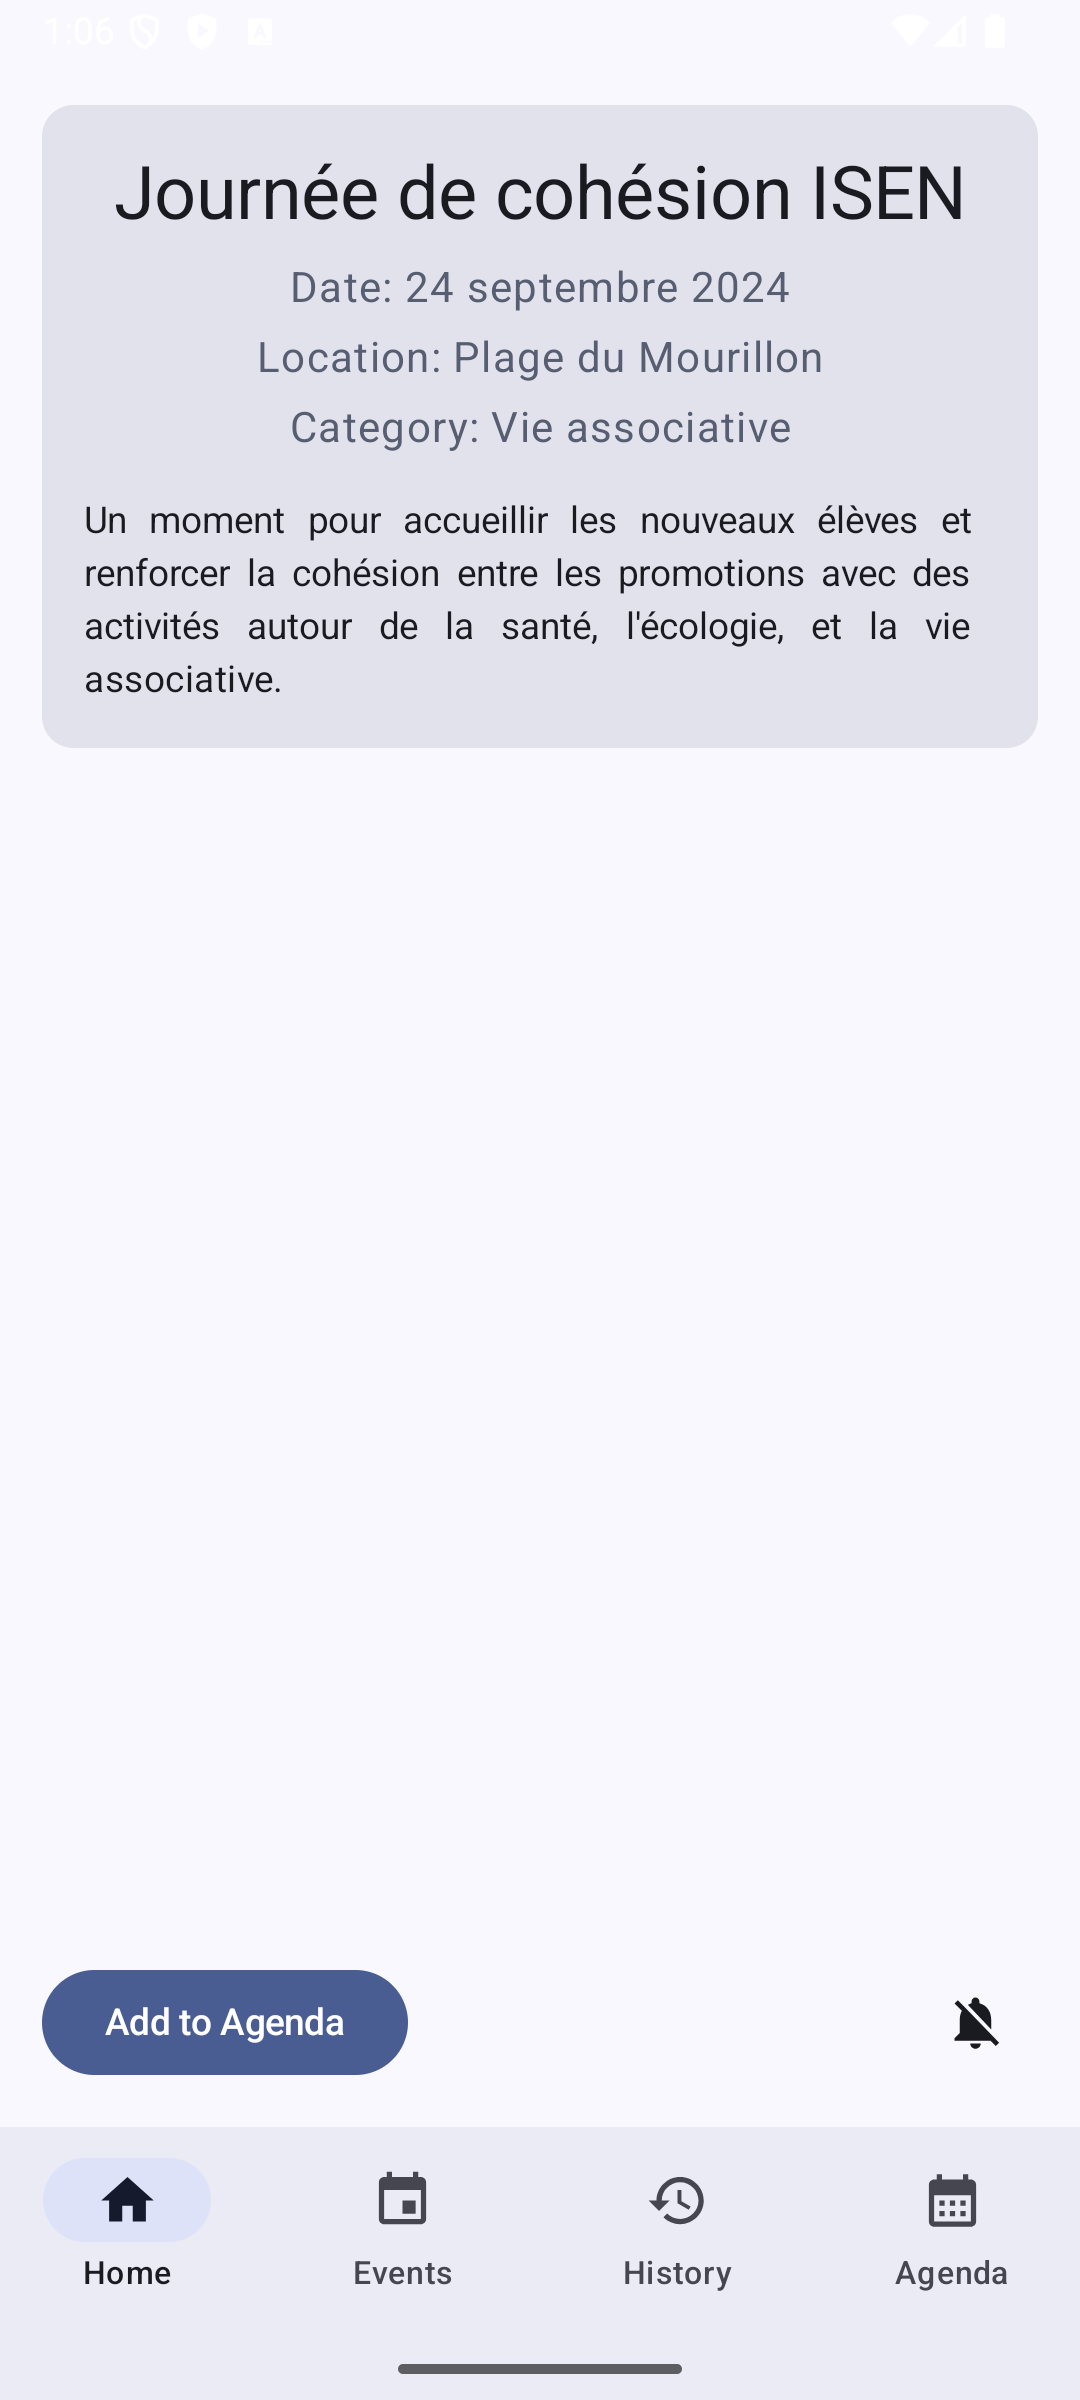 1:06
Journée de cohésion ISEN
Date: 24 septembre 2024
Location: Plage du Mourillon
Category: Vie associative
Un moment pour accueillir les nouveaux élèves et
renforcer la cohésion entre les promotions avec des
activités autour de la santé, l'écologie, et la vie
associative.
Add to Agenda
Home
Events
History
Agenda